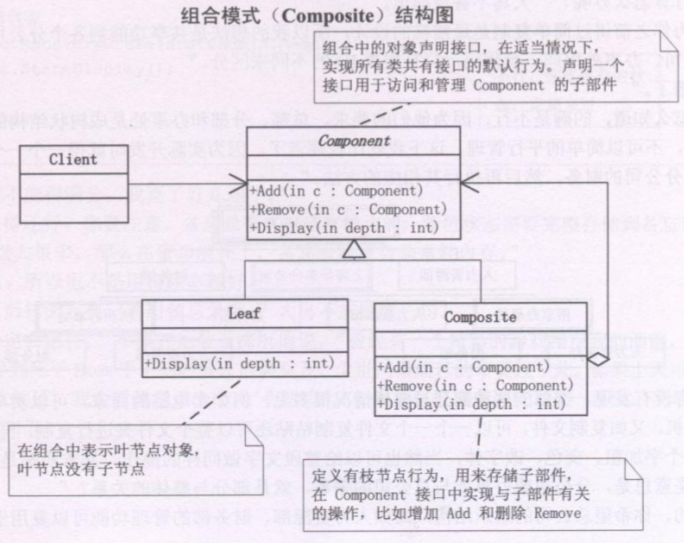 组合模式（Composite）结构图
组合中的对象声明接口，在适当情况下，
实现所有类共有接口的默认行为。声明一个
接口用于访问和管理 Component 的子部件
Client
Component
+Add(in c : Component)
+Remove(in c : Component)
+Display(in depth : int)
Leaf
+Display(in depth : int)
Composite
+Add(in c : Component)
+Remove(in c : Component)
+Display(in depth : int)
在组合中表示叶节点对象，
叶节点没有子节点
定义有枝节点行为，用来存储子部件，
在 Component 接口中实现与子部件有关
的操作，比如增加 Add 和删除 Remove